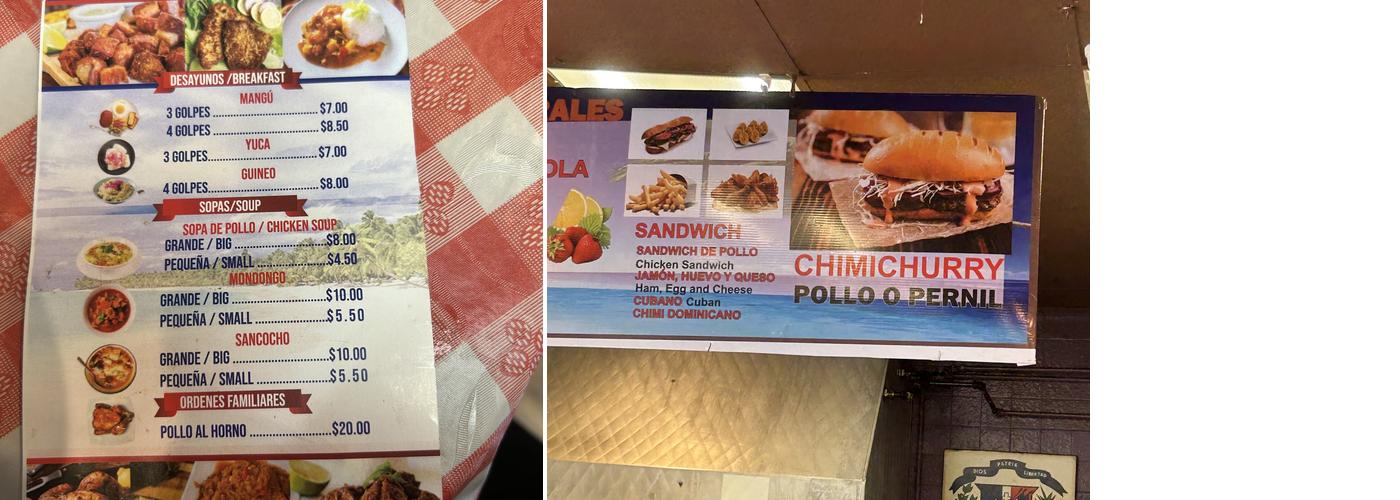 DESAYUNOS /BREAKFAST
MANGÚ
3 GOLPES ........................... $7.00
4 GOLPES ........................... $8.50
YUCA
3 GOLPES........................... $7.00
GUINEO
4 GOLPES........................... $8.00
SOPAS/SOUP
SOPA DE POLLO / CHICKEN SOUP
GRANDE / BIG .......................$8.00
PEQUEÑA / SMALL ..................$4.50
MONDONGO
GRANDE / BIG .......................$10.00
PEQUEÑA / SMALL ..................$5.50
SANCOCHO
GRANDE / BIG .......................$10.00
PEQUEÑA / SMALL ..................$5.50
ORDENES FAMILIARES
POLLO AL HORNO ...................$20.00
RALES
OLA
SANDWICH
SANDWICH DE POLLO
Chicken Sandwich
JAMÓN, HUEVO Y QUESO
Ham, Egg and Cheese
CUBANO Cuban
CHIMI DOMINICANO
CHIMICHURRY
POLLO O PERNIL
DIOS PATRIA LIBERTAD